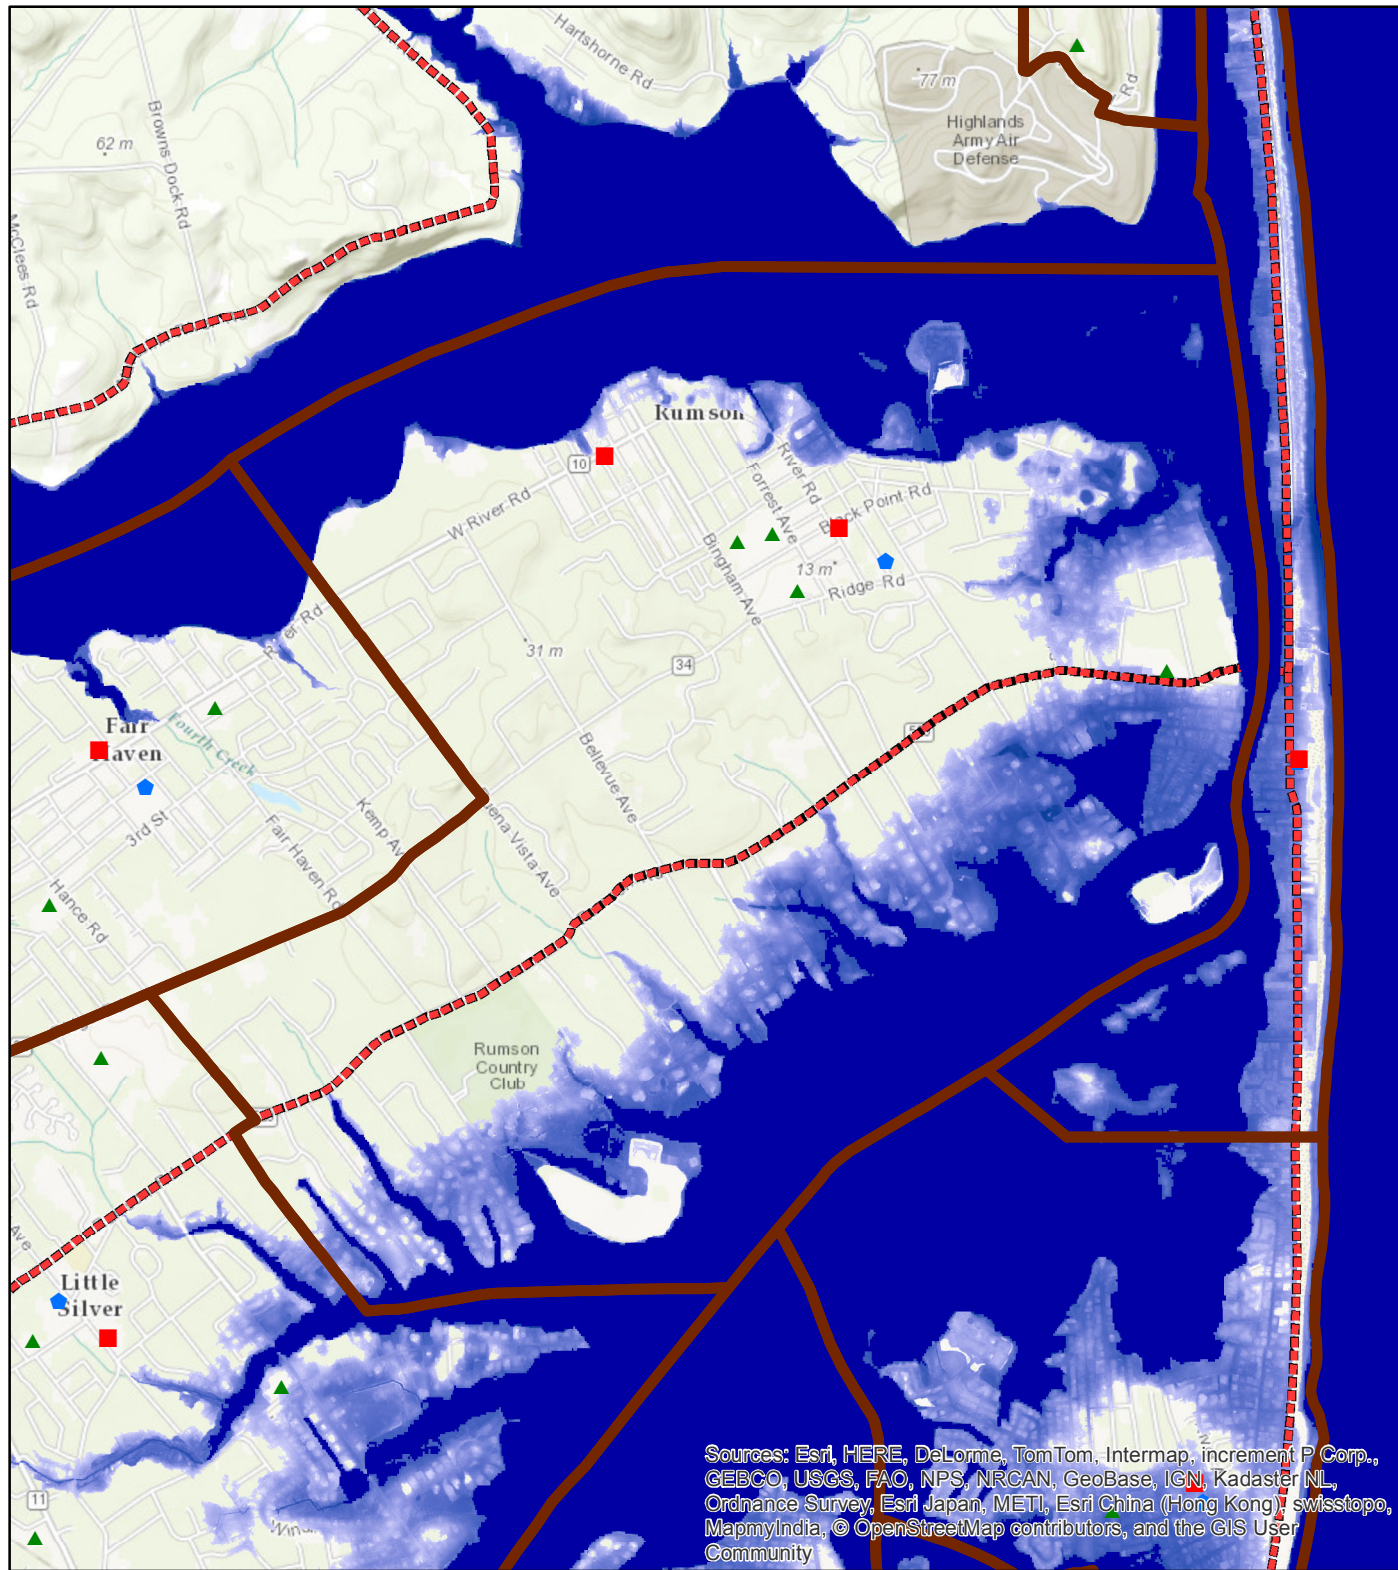 Hartshorne Rd
77 m
Rd
Highlands
Army Air
Defense
62 m
Browns Dock Rd
McClees Rd
Rd
Rumson
10
River Rd
W River Rd
Forrest Ave
Black Point Rd
Bingham Ave
13 m
Ridge Rd
River Rd
31 m
34
Fair
Haven
Fourth Creek
Bellevue Ave
3rd St
Kemp Av
Fair Haven Rd
Buena Vista Ave
Hance Rd
Rumson
Country
Club
Ave
Little
Silver
11
Sources: Esri, HERE, DeLorme, TomTom, Intermap, increment P Corp.,
GEBCO, USGS, FAO, NPS, NRCAN, GeoBase, IGN, Kadaster NL,
Ordnance Survey, Esri Japan, METI, Esri China (Hong Kong), swisstopo,
MapmyIndia, © OpenStreetMap contributors, and the GIS User
Community